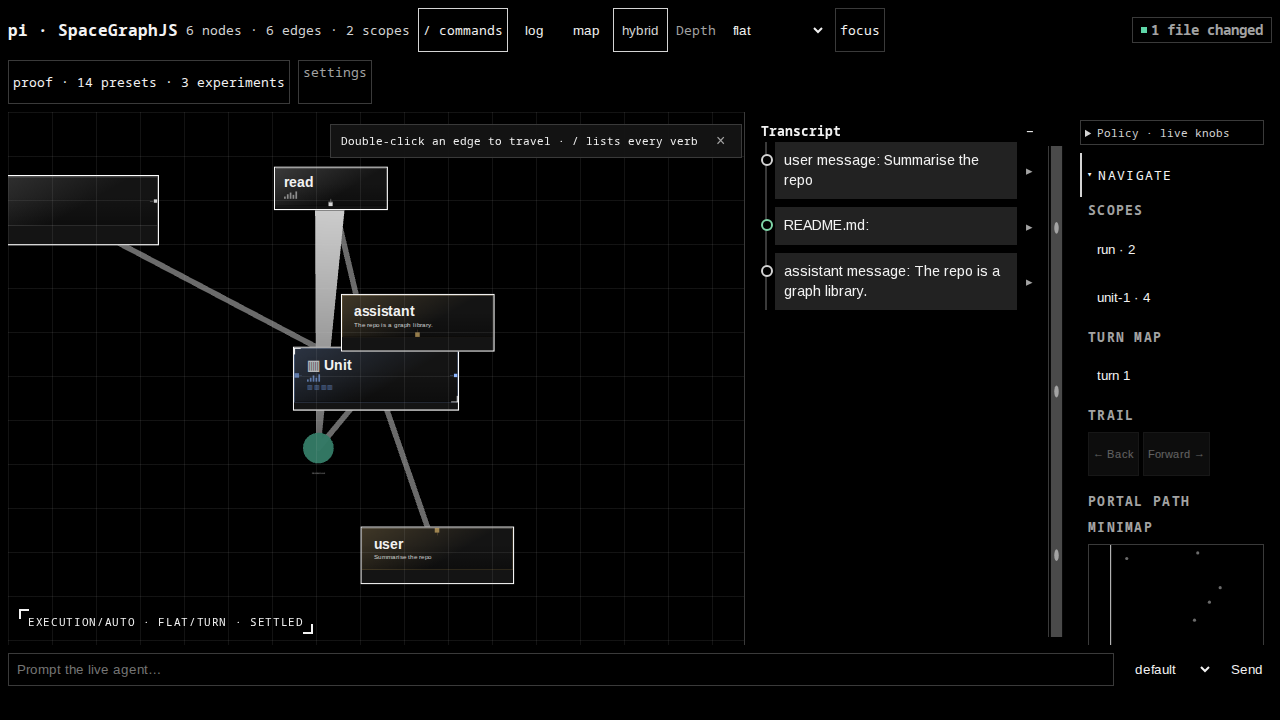 pi · SpaceGraphJS 6 nodes · 6 edges · 2 scopes / commands log map hybrid Depth flat focus 1 file changed
proof · 14 presets · 3 experiments settings
Double-click an edge to travel · / lists every verb ×
read
assistant
The repo is a graph library.
Unit
user
Summarise the repo
EXECUTION/AUTO · FLAT/TURN · SETTLED
Transcript −
user message: Summarise the
repo
README.md:
assistant message: The repo is a
graph library.
Policy · live knobs
NAVIGATE
SCOPES
run · 2
unit-1 · 4
TURN MAP
turn 1
TRAIL
← Back Forward →
PORTAL PATH
MINIMAP
Prompt the live agent… default Send